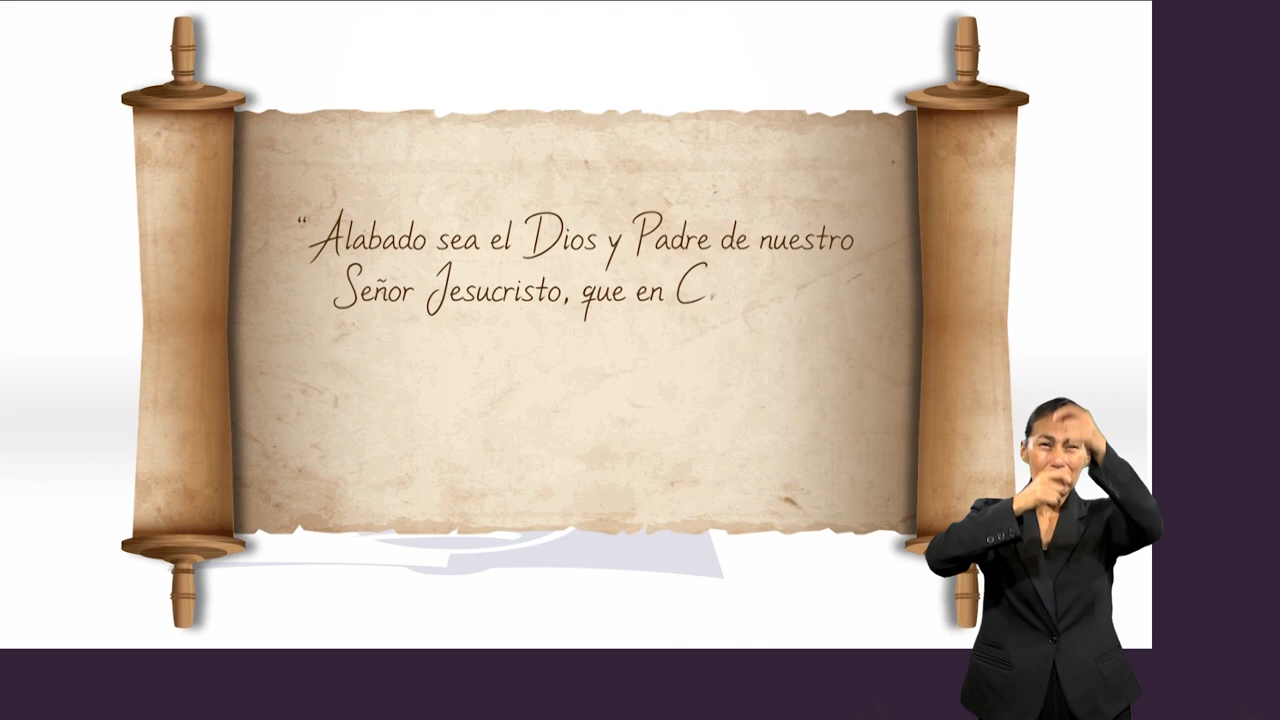 “Alabado sea el Dios y Padre de nuestro
Señor Jesucristo, que en C